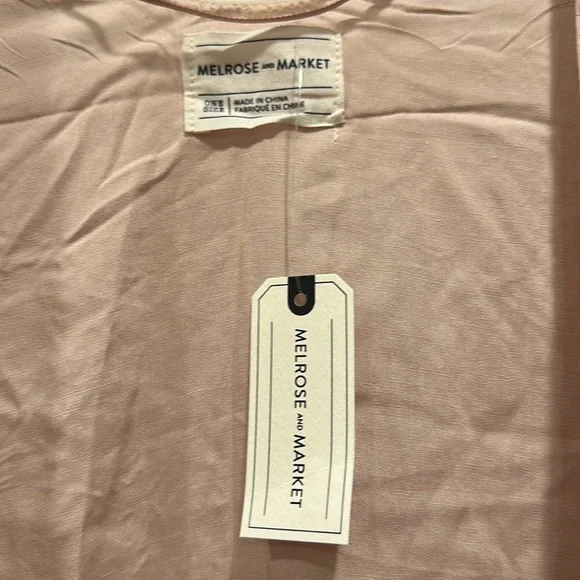 MELROSE AND MARKET
ONE SIZE
MADE IN CHINA
FABRIQUÉ EN CHINE
MELROSE AND MARKET